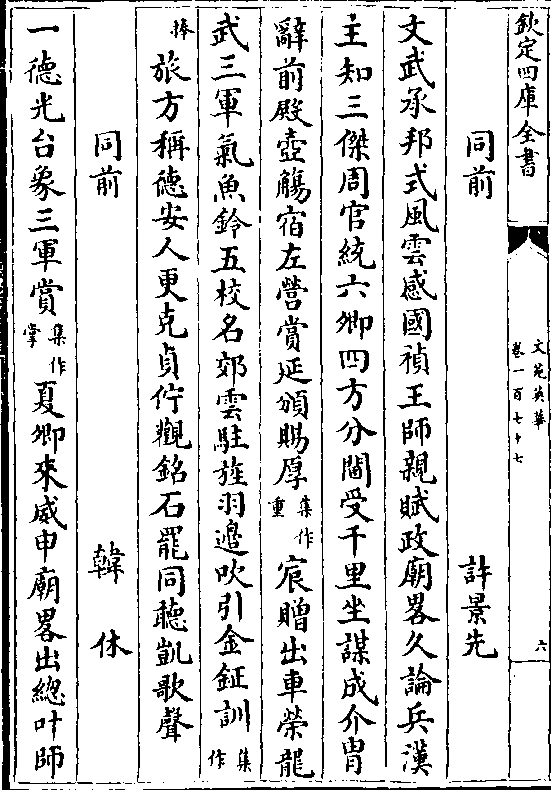 欽定四庫全書
文苑英華
卷一百七十七
六
同前
許景先
文武承邦式風雲感國禎王師親賦政廟畧久論兵漢
主知三傑周官統六卿四方分閫受千里坐謀成介胄
辭前殿壺觴宿左營賞延頒賜厚集作重宸贈出車榮龍
武三軍氣魚鈐五校名郊雲駐旌羽邉吹引金鉦訓集作
捧旅方稱德安人更克貞佇觀銘石罷同聽凱歌聲
同前
韓休
一德光台象三軍賞集作掌夏卿來威申廟畧出總叶師